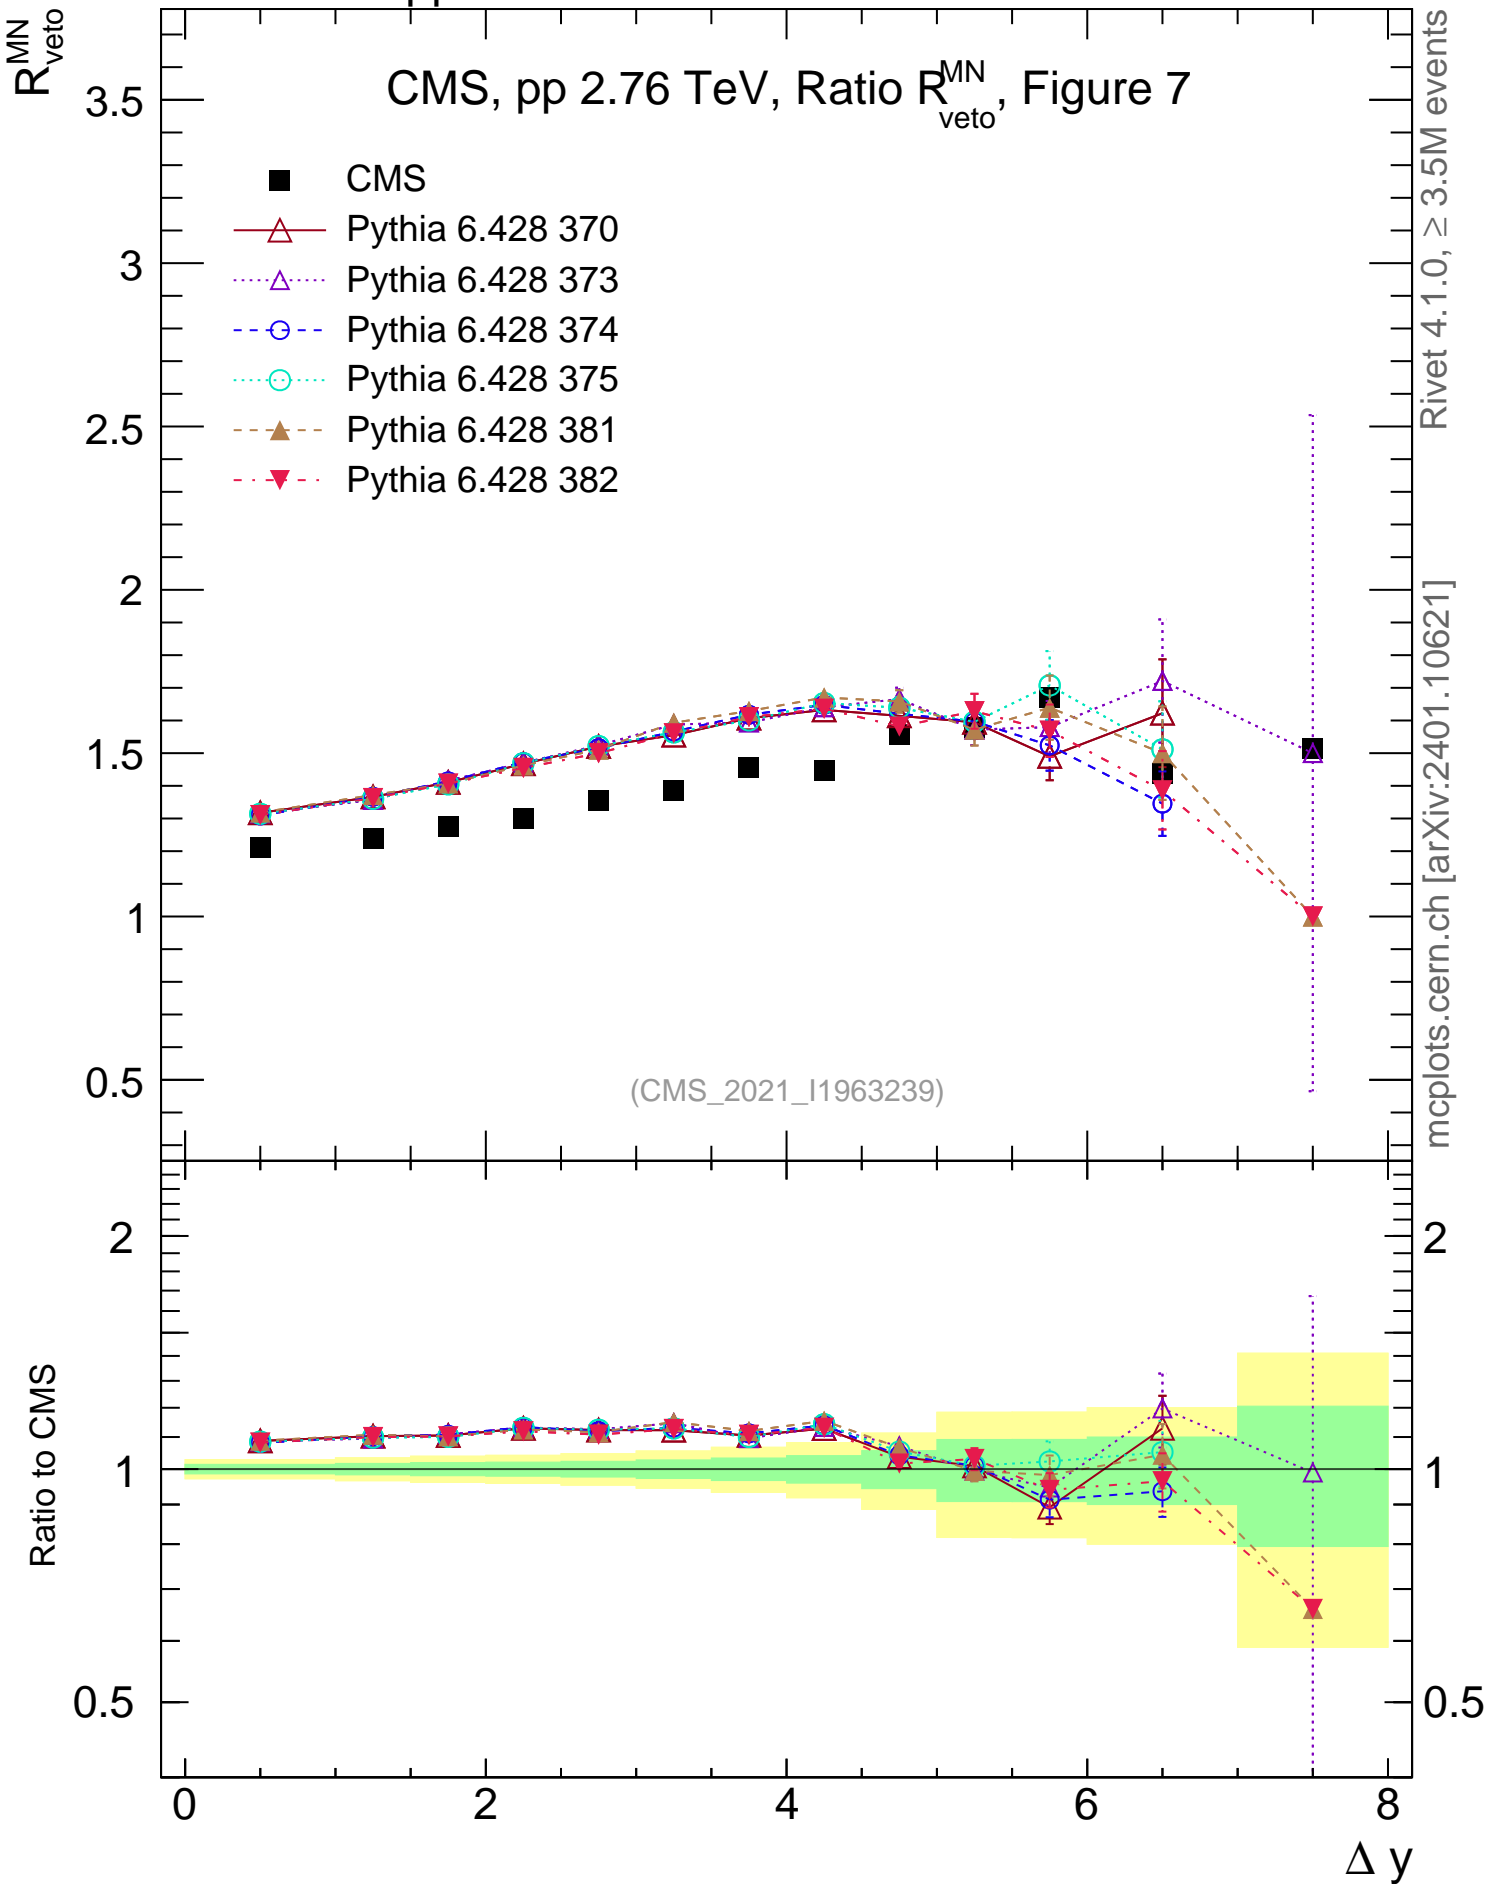 pp
R^MN_veto
CMS, pp 2.76 TeV, Ratio R^MN_veto, Figure 7
CMS
Pythia 6.428 370
Pythia 6.428 373
Pythia 6.428 374
Pythia 6.428 375
Pythia 6.428 381
Pythia 6.428 382
3.5
3
2.5
2
1.5
1
0.5
(CMS_2021_I1963239)
Rivet 4.1.0, ≥ 3.5M events
mcplots.cern.ch [arXiv:2401.10621]
Ratio to CMS
2
1
0.5
2
1
0.5
0
2
4
6
8
Δ y